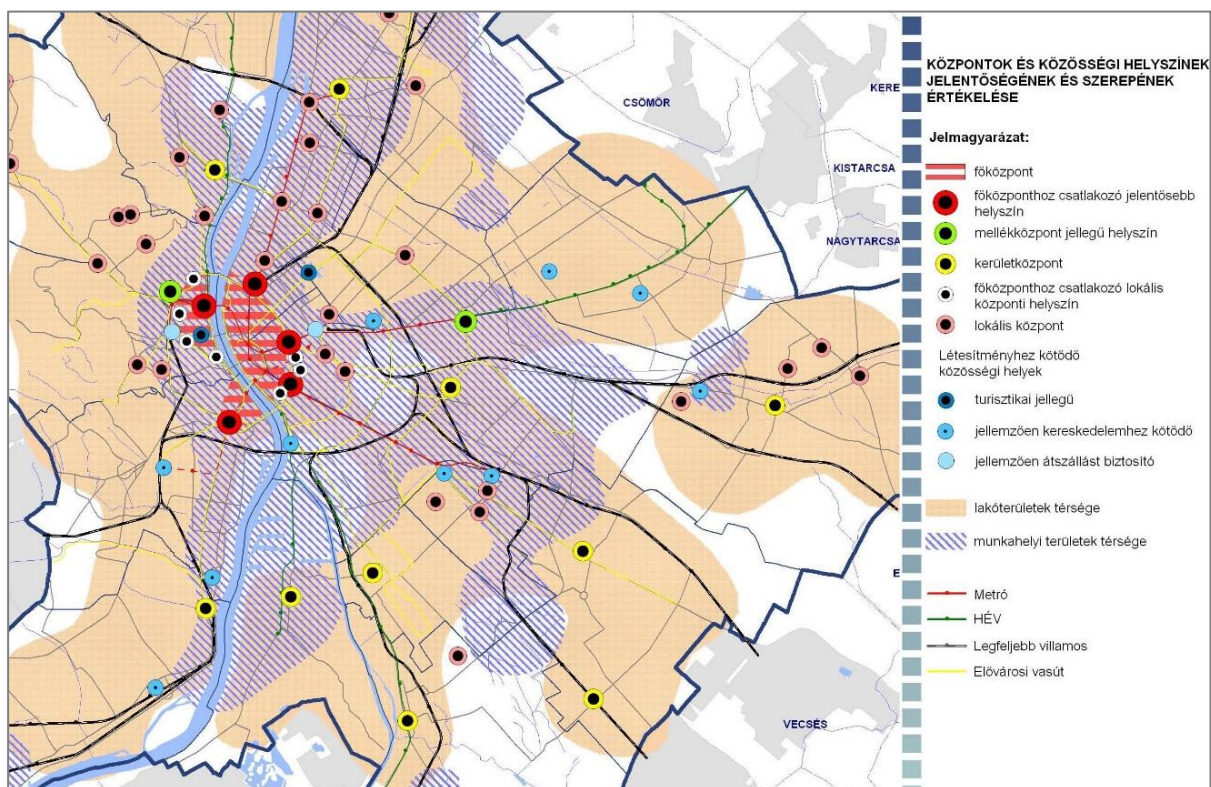 CSÖMÖR
KERE
KISTARCSA
NAGYTARCSA
E
VECSÉS
KÖZPONTOK ÉS KÖZÖSSÉGI HELYSZÍNEK
JELENTŐSÉGÉNEK ÉS SZEREPÉNEK
ÉRTÉKELÉSE
Jelmagyarázat:
főközpont
főközponthoz csatlakozó jelentősebb
helyszín
mellékközpont jellegű helyszín
kerületközpont
főközponthoz csatlakozó lokális
központi helyszín
lokális központ
Létesítményhez kötődő
közösségi helyek
turisztikai jellegű
jellemzően kereskedelemhez kötődő
jellemzően átszállást biztosító
lakóterületek térsége
munkahelyi területek térsége
Metró
HÉV
Legfeljebb villamos
Elővárosi vasút